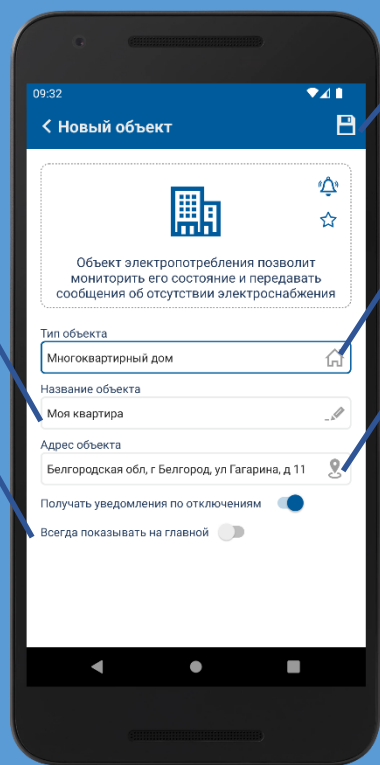 09:32
Новый объект
Объект электропотребления позволит
мониторить его состояние и передавать
сообщения об отсутствии электроснабжения
Тип объекта
Многоквартирный дом
Название объекта
Моя квартира
Адрес объекта
Белгородская обл, г Белгород, ул Гагарина, д 11
Получать уведомления по отключениям
Всегда показывать на главной